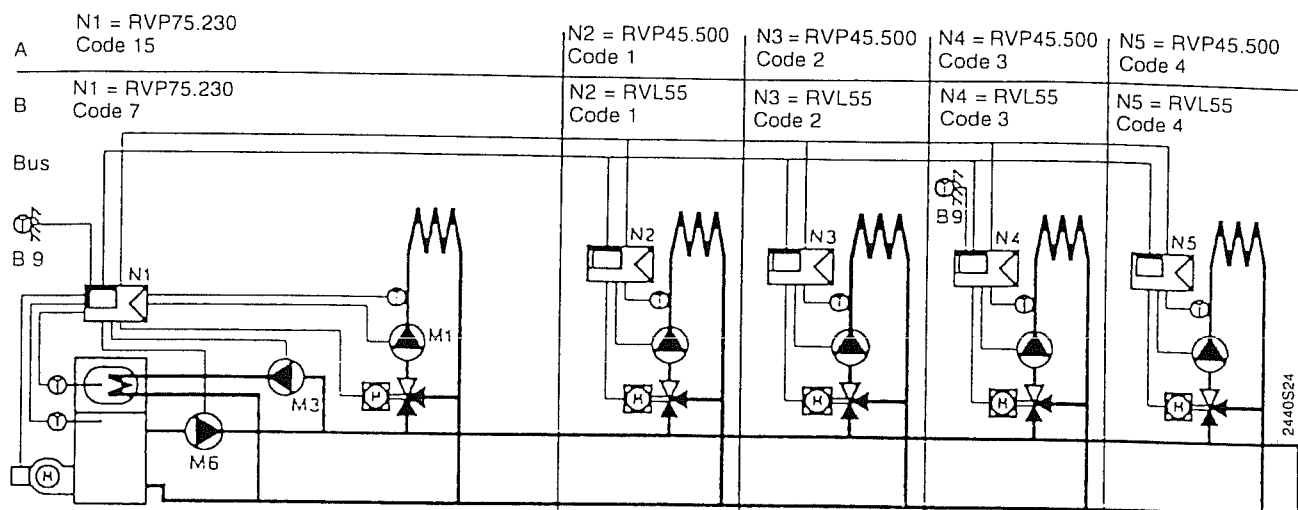 A
N1 = RVP75.230
Code 15
N2 = RVP45.500
Code 1
N3 = RVP45.500
Code 2
N4 = RVP45.500
Code 3
N5 = RVP45.500
Code 4
B
N1 = RVP75.230
Code 7
N2 = RVL55
Code 1
N3 = RVL55
Code 2
N4 = RVL55
Code 3
N5 = RVL55
Code 4
Bus
B 9
N1
N2
N3
B9
N4
N5
T
T
T
T
T
T
M1
M3
M6
2440S24